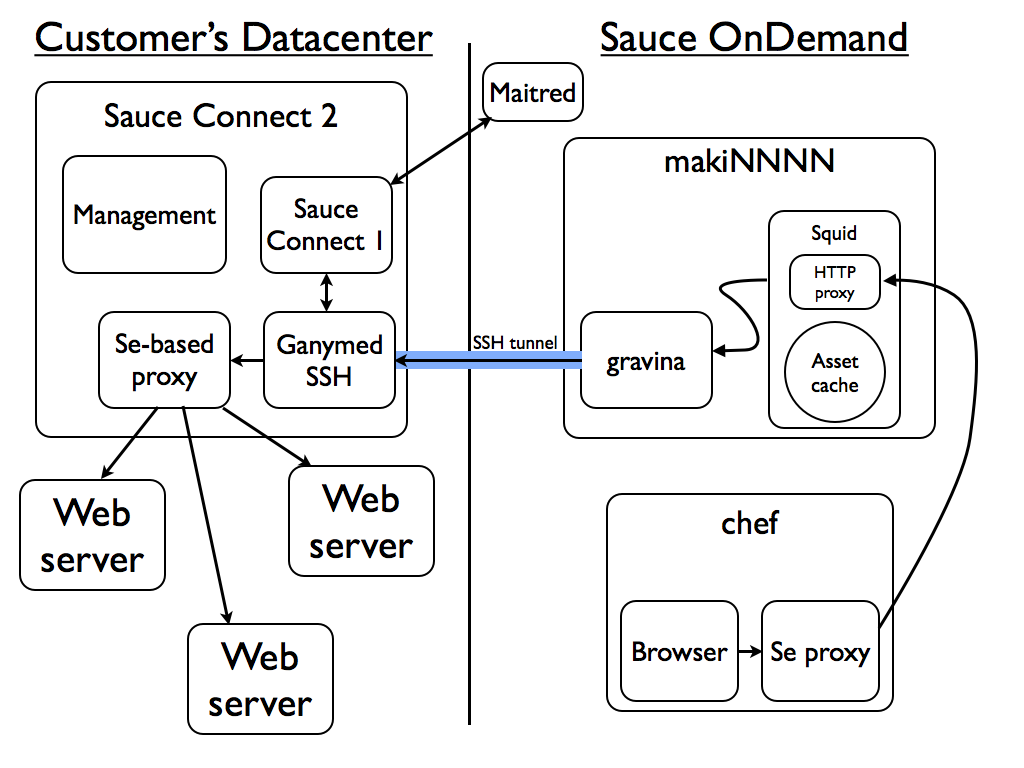 Customer’s Datacenter
Sauce OnDemand
Maitred
Sauce Connect 2
Management
Sauce
Connect 1
Se-based
proxy
Ganymed
SSH
SSH tunnel
makiNNNN
Squid
HTTP
proxy
Asset
cache
gravina
Web
server
Web
server
Web
server
chef
Browser
Se proxy